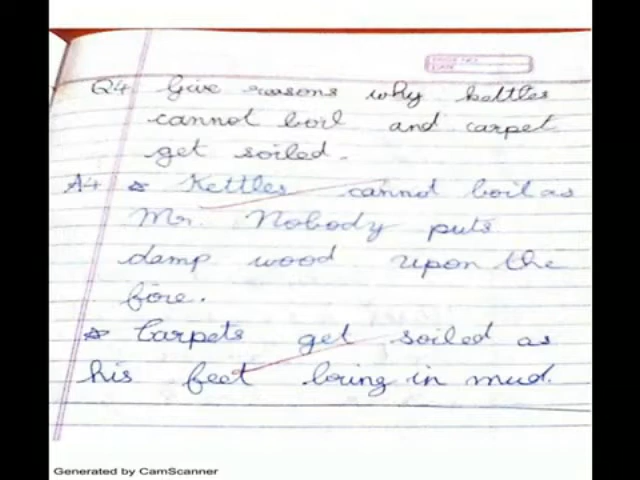 Q4 Give reasons why kettles
cannot boil and carpet
get soiled.
A4 ☆ Kettles cannot boil as
Mr. Nobody puts
damp wood upon the
fire.
☆ Carpets get soiled as
his feet bring in mud.
Generated by CamScanner